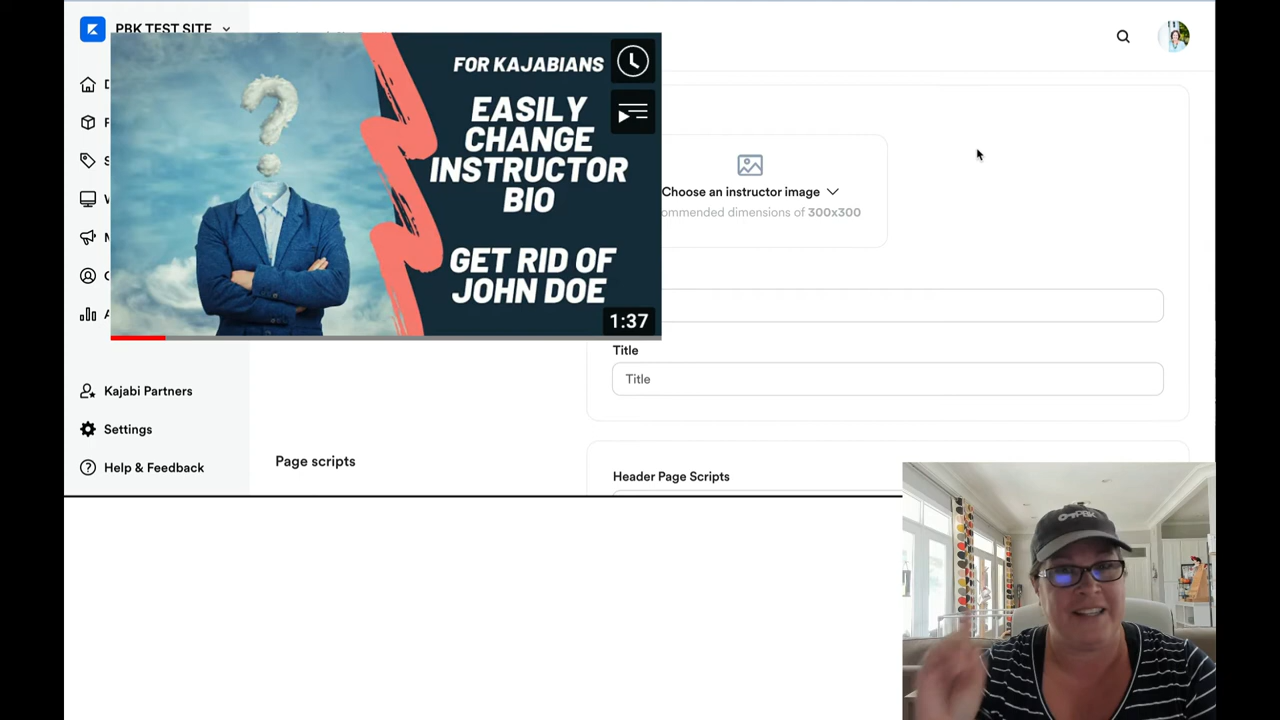 PBK TEST SITE
FOR KAJABIANS
EASILY
CHANGE
INSTRUCTOR
BIO
GET RID OF
JOHN DOE
1:37
Choose an instructor image
dimensions of 300x300
Title
Title
Kajabi Partners
Settings
Help & Feedback
Page scripts
Header Page Scripts
PBK